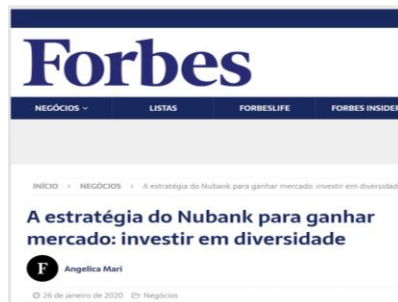 Forbes
NEGÓCIOS LISTAS FORBESLIFE FORBES INSIDER
INÍCIO > NEGÓCIOS > A estratégia do Nubank para ganhar mercado: investir em diversidad
A estratégia do Nubank para ganhar
mercado: investir em diversidade
F Angelica Mari
26 de janeiro de 2020 Negócios